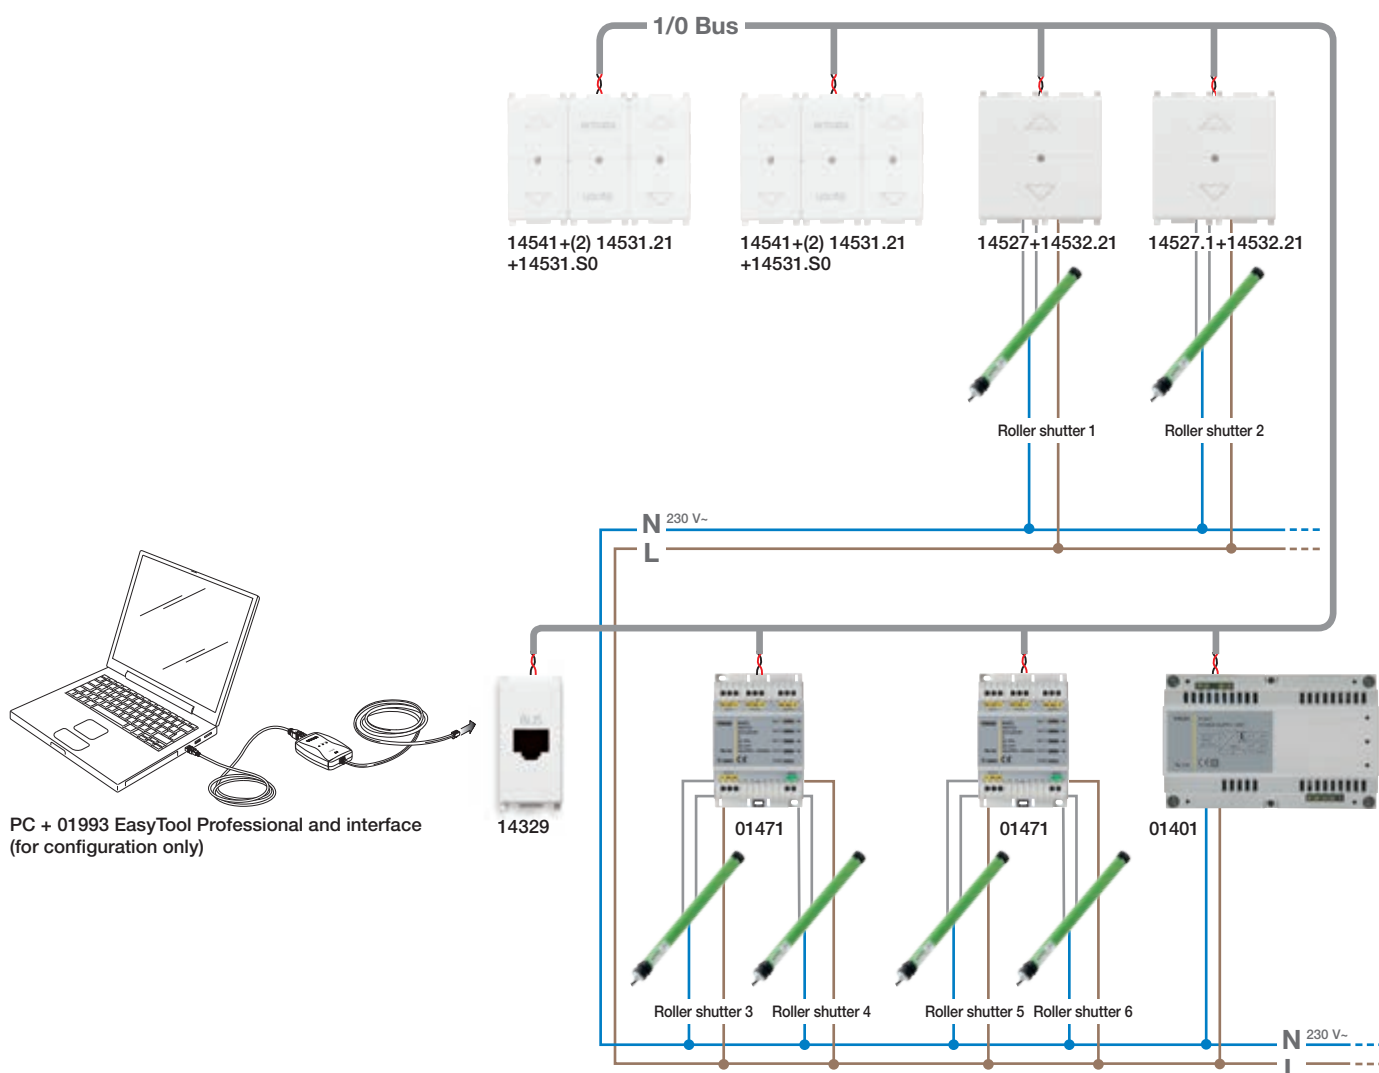 1/0 Bus
14541+(2) 14531.21
+14531.S0
14541+(2) 14531.21
+14531.S0
14527+14532.21
14527.1+14532.21
Roller shutter 1
Roller shutter 2
N 230 V~
L
BUS
14329
01471
01471
01401
PC + 01993 EasyTool Professional and interface
(for configuration only)
Roller shutter 3
Roller shutter 4
Roller shutter 5
Roller shutter 6
N 230 V~
L